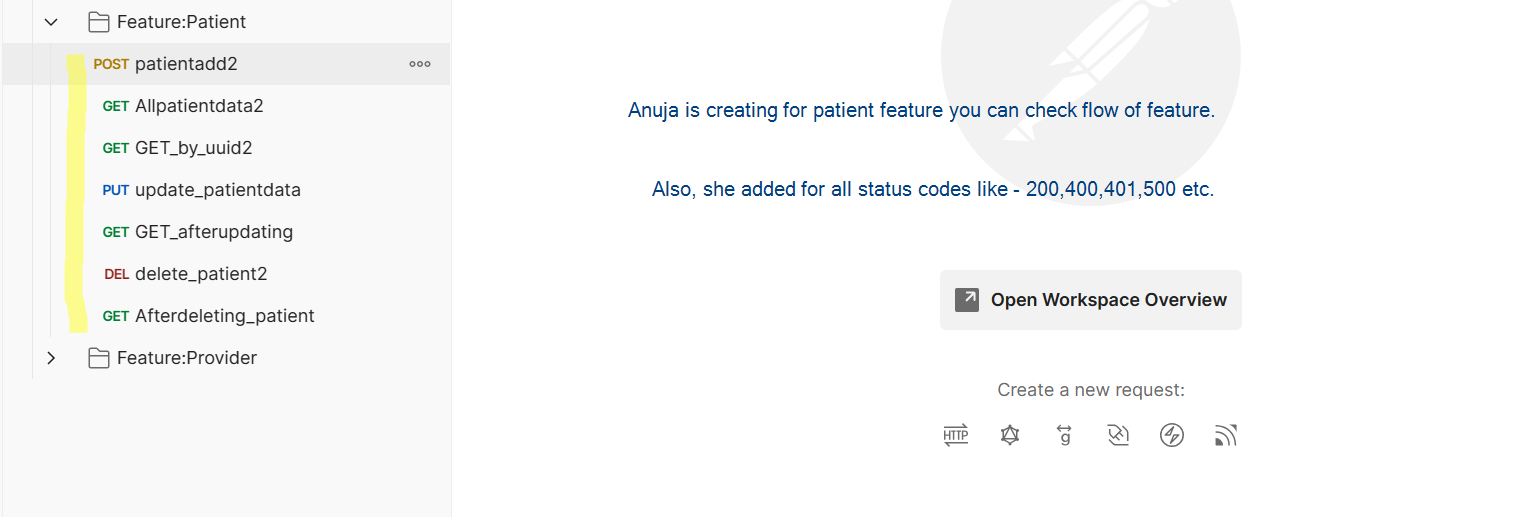 Feature:Patient
POST patientadd2
GET Allpatientdata2
GET GET_by_uuid2
PUT update_patientdata
GET GET_afterupdating
DEL delete_patient2
GET Afterdeleting_patient
Feature:Provider
Anuja is creating for patient feature you can check flow of feature.
Also, she added for all status codes like - 200,400,401,500 etc.
Open Workspace Overview
Create a new request:
HTTP
g